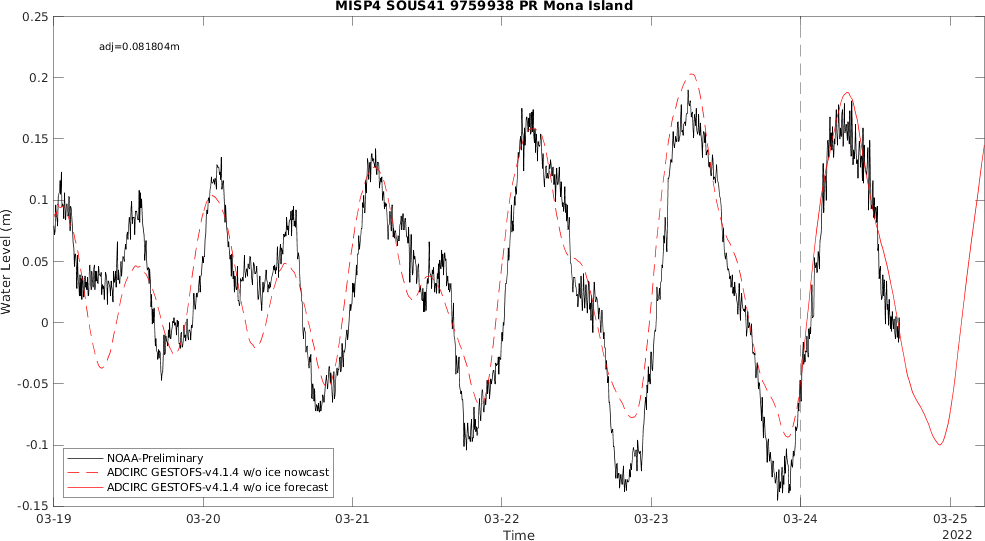 MISP4 SOUS41 9759938 PR Mona Island
adj=0.081804m
0.25
0.2
0.15
0.1
0.05
0
-0.05
-0.1
-0.15
Water Level (m)
NOAA-Preliminary
ADCIRC GESTOFS-v4.1.4 w/o ice nowcast
ADCIRC GESTOFS-v4.1.4 w/o ice forecast
03-19 03-20 03-21 03-22 03-23 03-24 03-25
Time
2022